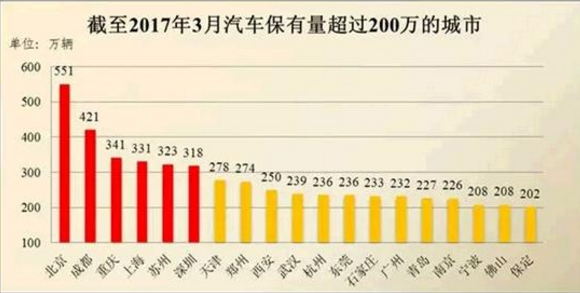 截至2017年3月汽车保有量超过200万的城市
单位：万辆
600
500
400
300
200
100
551
421
341
331
323
318
278
274
250
239
236
236
233
232
227
226
208
208
202
北京
成都
重庆
上海
苏州
深圳
天津
郑州
西安
武汉
杭州
东莞
石家庄
广州
青岛
南京
宁波
佛山
保定